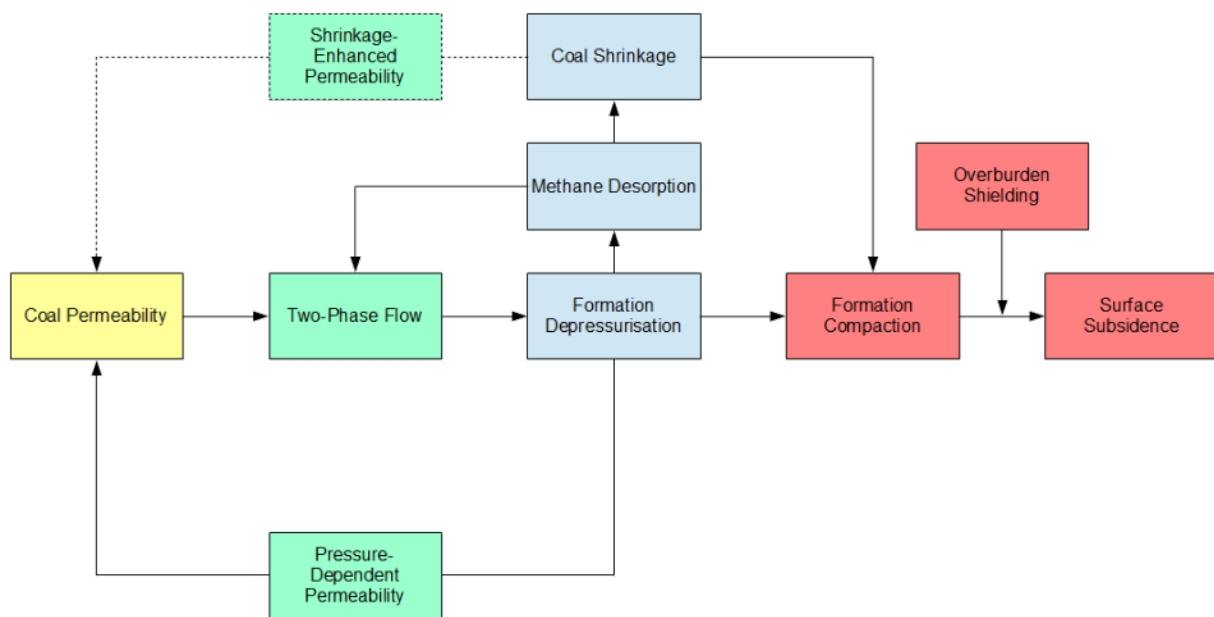 Shrinkage-
Enhanced
Permeability
Coal Shrinkage
Methane Desorption
Overburden
Shielding
Coal Permeability
Two-Phase Flow
Formation
Depressurisation
Formation
Compaction
Surface
Subsidence
Pressure-
Dependent
Permeability